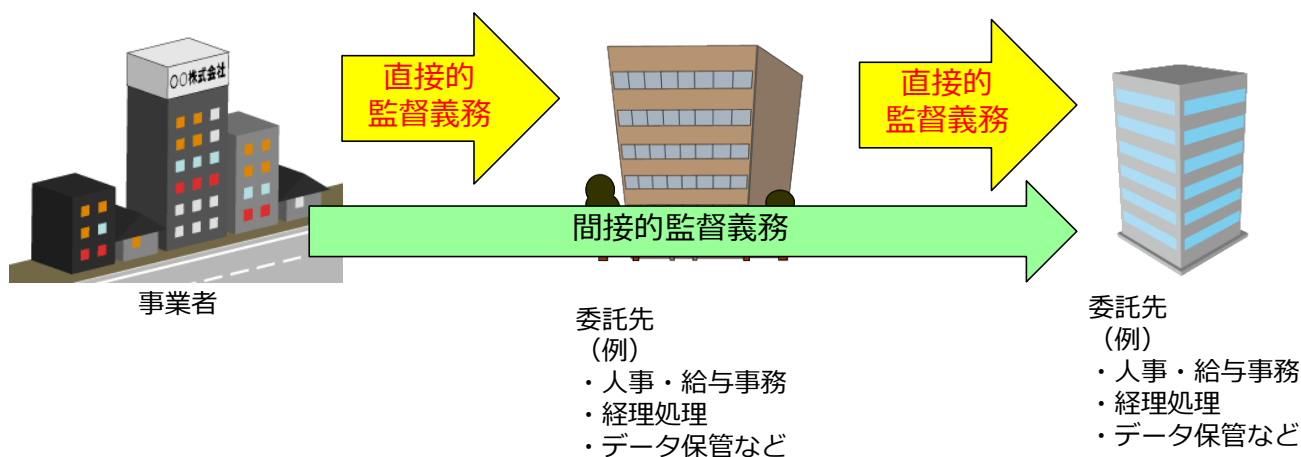 〇〇株式会社
直接的
監督義務
直接的
監督義務
間接的監督義務
事業者
委託先
（例）
・人事・給与事務
・経理処理
・データ保管など
委託先
（例）
・人事・給与事務
・経理処理
・データ保管など